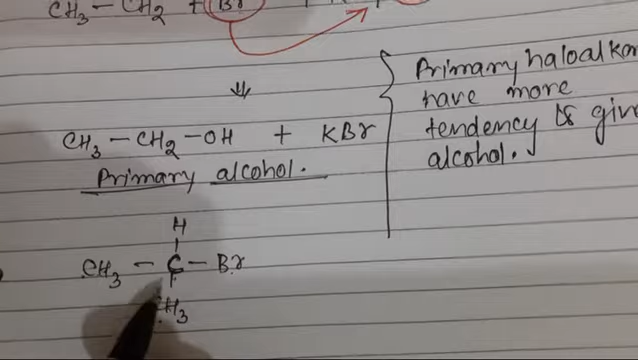 CH3 - CH2 + Br
CH3 - CH2 - OH + KBr
Primary alcohol.
Primary haloalkan
have more
tendency to give
alcohol.
H
CH3 - C - Br
CH3